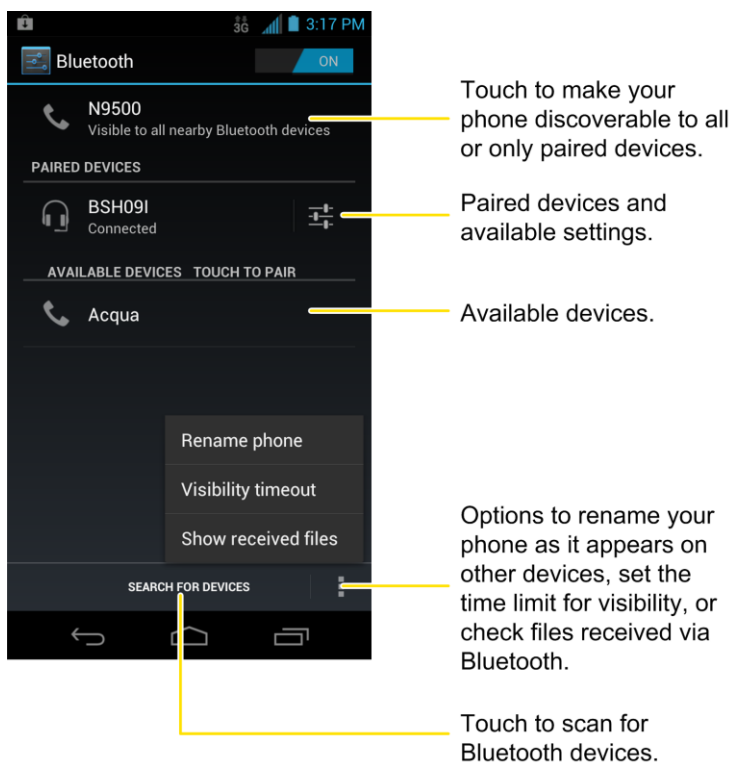 3G 3:17 PM
Bluetooth ON
N9500
Visible to all nearby Bluetooth devices
PAIRED DEVICES
BSH09I
Connected
AVAILABLE DEVICES TOUCH TO PAIR
Acqua
Rename phone
Visibility timeout
Show received files
SEARCH FOR DEVICES
Touch to make your
phone discoverable to all
or only paired devices.
Paired devices and
available settings.
Available devices.
Options to rename your
phone as it appears on
other devices, set the
time limit for visibility, or
check files received via
Bluetooth.
Touch to scan for
Bluetooth devices.